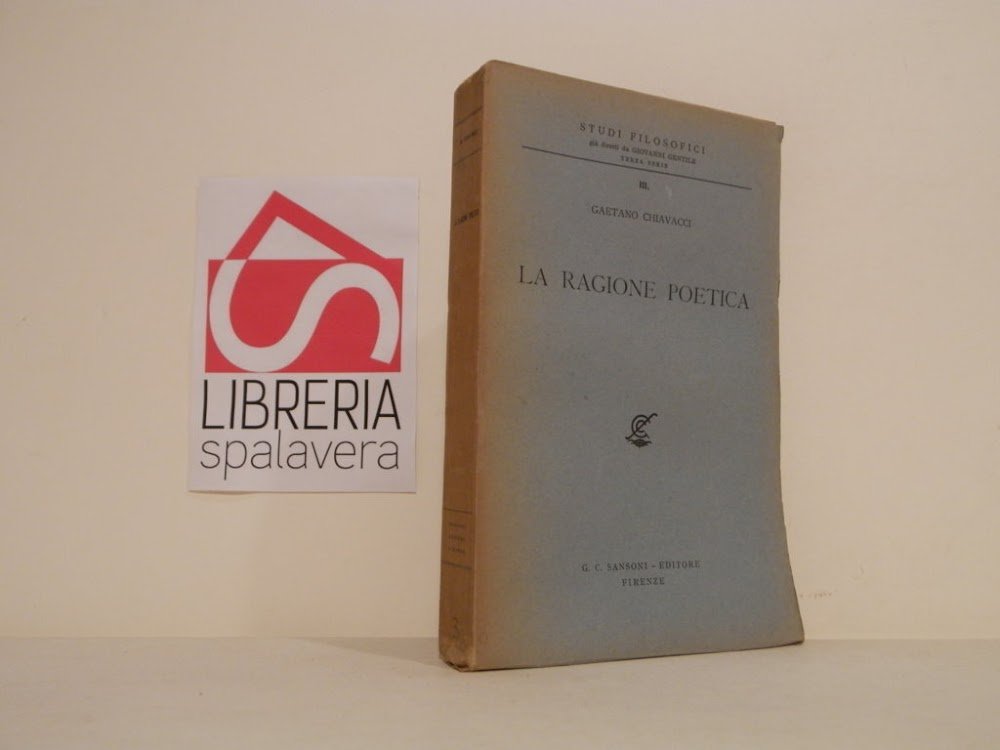 LIBRERIA
spalavera
STUDI FILOSOFICI
già diretti da GIOVANNI GENTILE
TERZA SERIE
III.
GAETANO CHIAVACCI
LA RAGIONE POETICA
G. C. SANSONI - EDITORE
FIRENZE